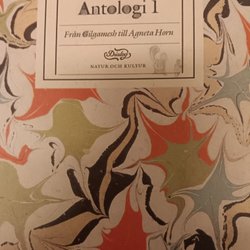 Antologi 1
Från Gilgamesh till Agneta Horn
NATUR OCH KULTUR